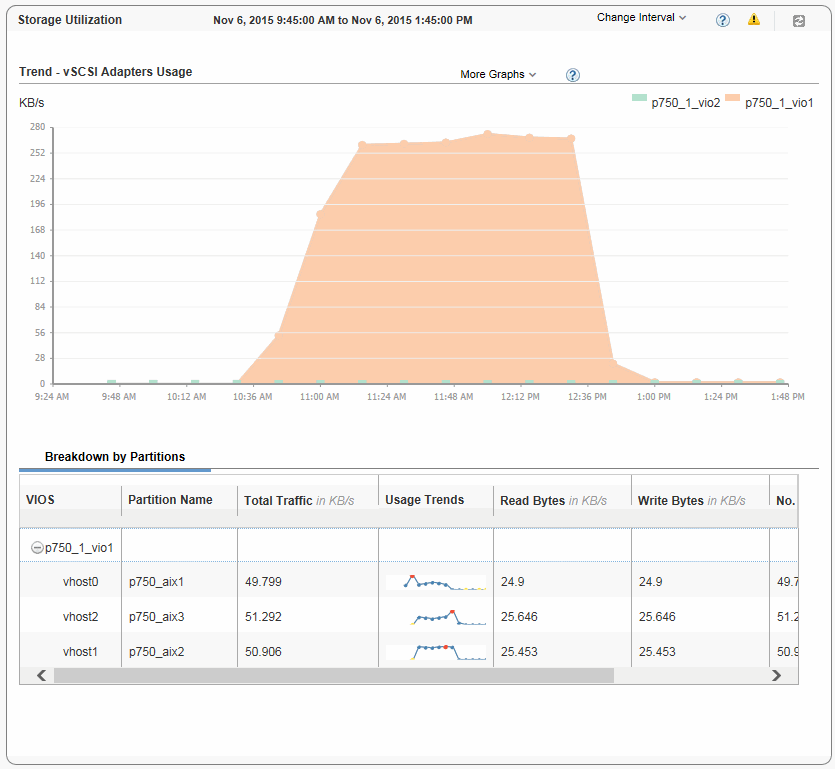 Storage Utilization Nov 6, 2015 9:45:00 AM to Nov 6, 2015 1:45:00 PM Change Interval ?
Trend - vSCSI Adapters Usage More Graphs ?
KB/s p750_1_vio2 p750_1_vio1
280
252
224
196
168
140
112
84
56
28
0
9:24 AM 9:48 AM 10:12 AM 10:36 AM 11:00 AM 11:24 AM 11:48 AM 12:12 PM 12:36 PM 1:00 PM 1:24 PM 1:48 PM
Breakdown by Partitions
VIOS Partition Name Total Traffic in KB/s Usage Trends Read Bytes in KB/s Write Bytes in KB/s No.
p750_1_vio1
vhost0 p750_aix1 49.799 24.9 24.9 49.7
vhost2 p750_aix3 51.292 25.646 25.646 51.2
vhost1 p750_aix2 50.906 25.453 25.453 50.9